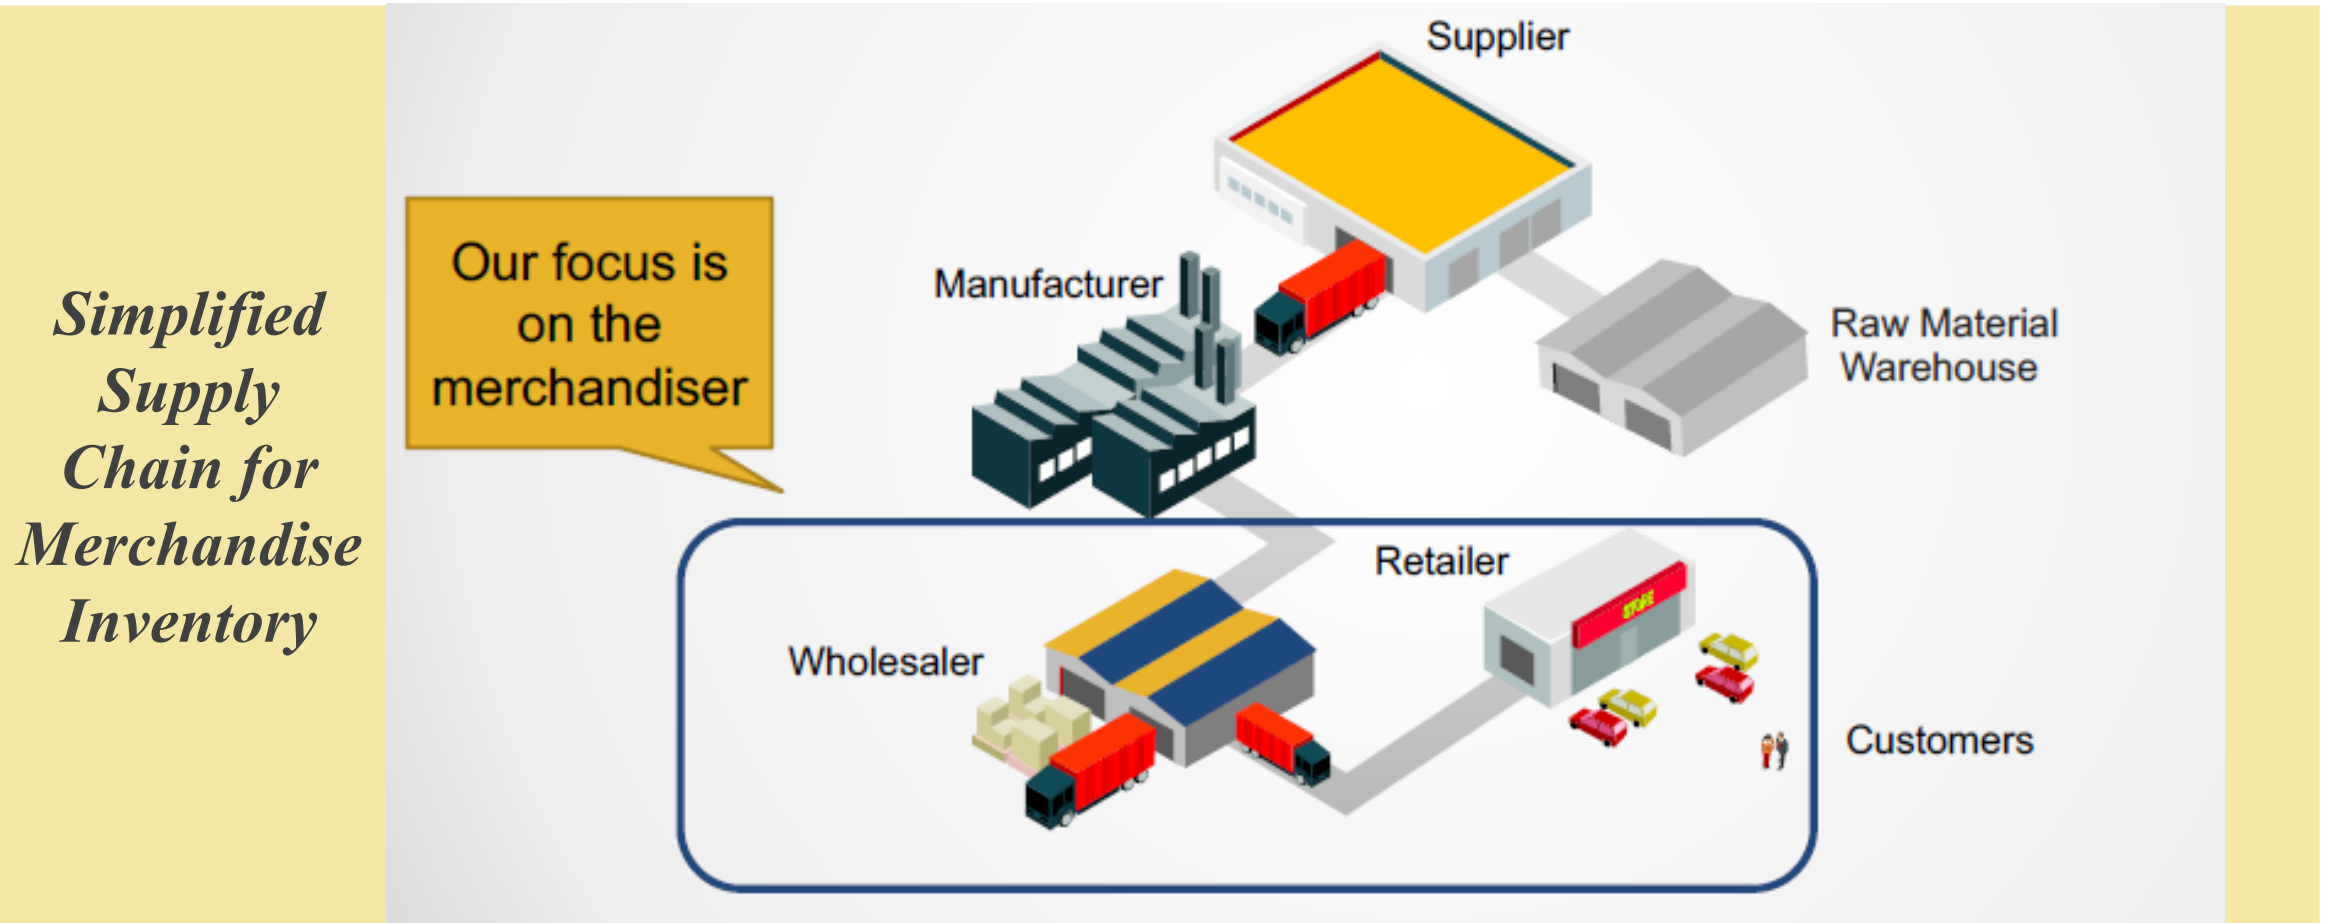 Simplified
Supply
Chain for
Merchandise
Inventory
Our focus is
on the
merchandiser
Supplier
Manufacturer
Raw Material
Warehouse
Retailer
STORE
Wholesaler
Customers